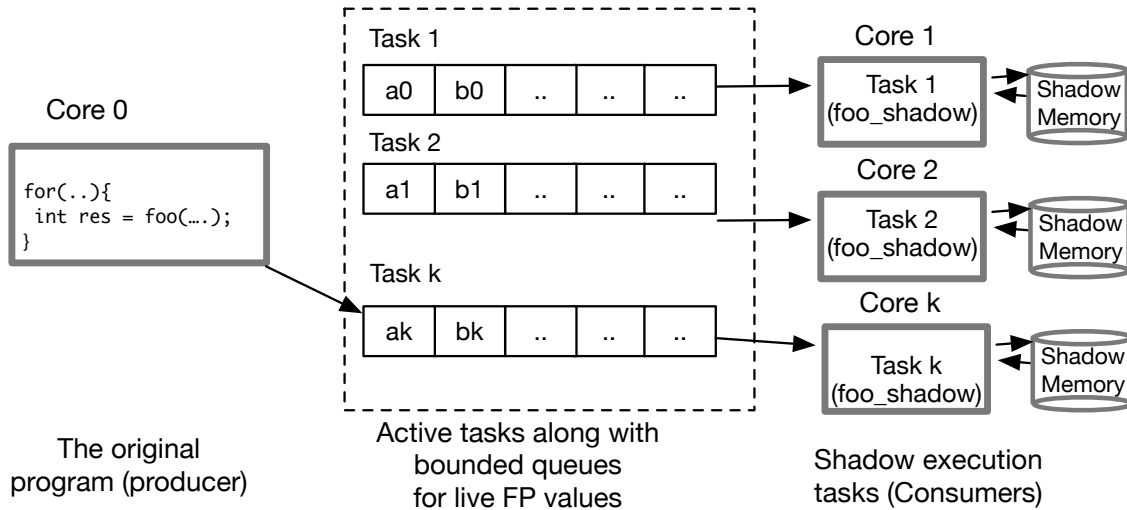 Core 0
for(..){
int res = foo(….);
}
The original
program (producer)
Task 1
a0 b0 .. .. ..
Task 2
a1 b1 .. .. ..
Task k
ak bk .. .. ..
Active tasks along with
bounded queues
for live FP values
Core 1
Task 1
(foo_shadow)
Shadow
Memory
Core 2
Task 2
(foo_shadow)
Shadow
Memory
Core k
Task k
(foo_shadow)
Shadow
Memory
Shadow execution
tasks (Consumers)